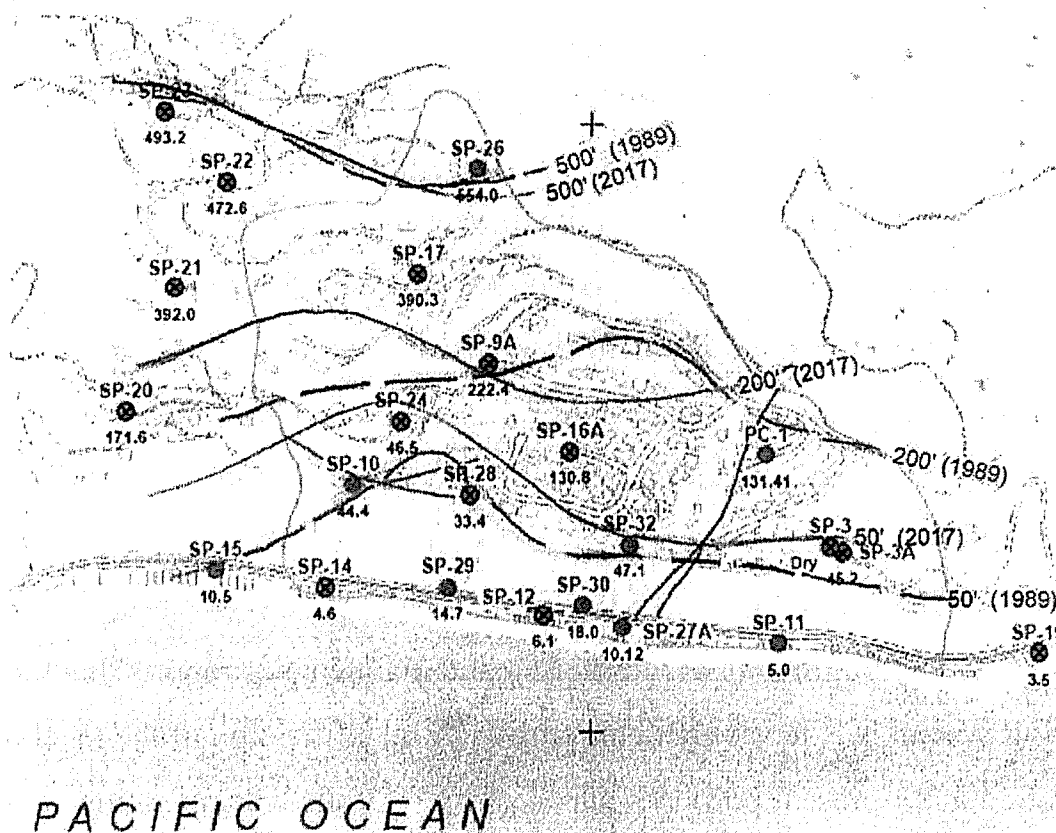 493.2
SP-22
472.6
SP-26
554.0
500' (1989)
500' (2017)
SP-21
392.0
SP-17
390.3
SP-9A
222.4
200' (2017)
SP-20
171.6
SP-24
46.5
SP-16A
130.8
PC-1
131.41
200' (1989)
SP-10
44.4
SP-28
33.4
SP-32
47.1
SP-3
50' (2017)
SP-3A
Dry
45.2
SP-15
10.5
SP-14
4.6
SP-29
14.7
SP-12
6.1
SP-30
18.0
SP-27A
10.12
SP-11
5.0
50' (1989)
3.5
PACIFIC OCEAN